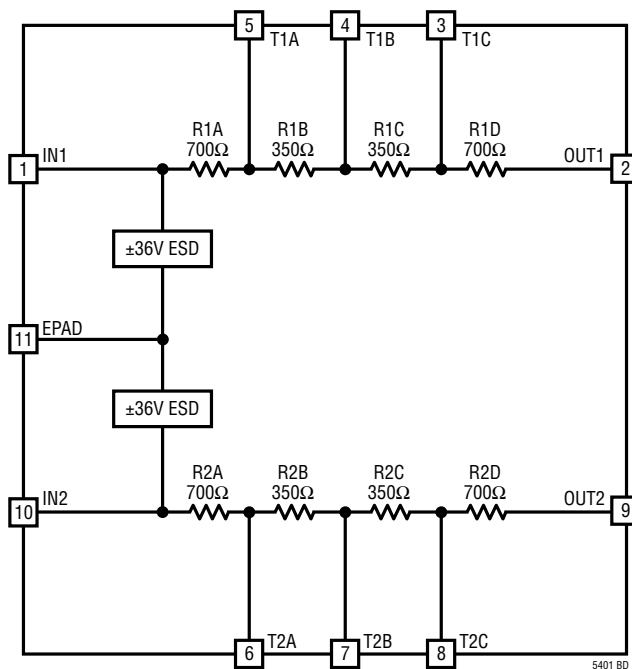 5 4 3
T1A T1B T1C
R1A R1B R1C R1D
700Ω 350Ω 350Ω 700Ω
1 IN1 OUT1 2
±36V ESD
11 EPAD
±36V ESD
R2A R2B R2C R2D
700Ω 350Ω 350Ω 700Ω
10 IN2 OUT2 9
6 T2A 7 T2B 8 T2C
5401 BD